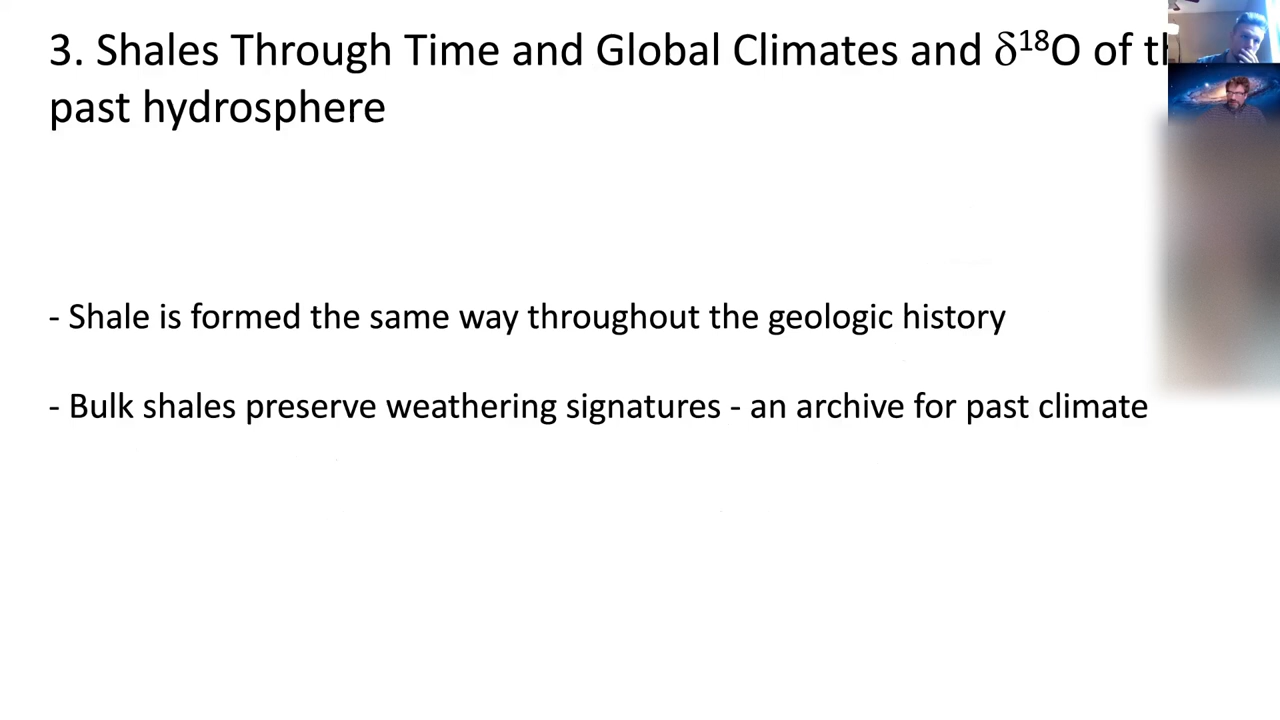 3. Shales Through Time and Global Climates and δ¹⁸O of
past hydrosphere
- Shale is formed the same way throughout the geologic history
- Bulk shales preserve weathering signatures - an archive for past climate